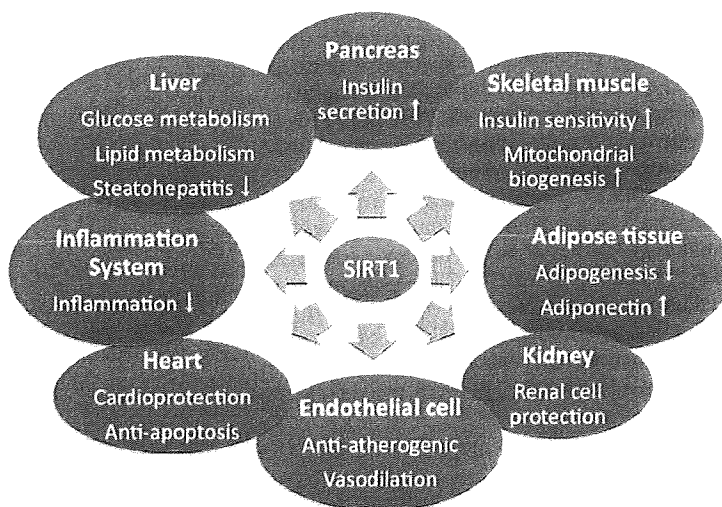 Pancreas
Insulin
secretion ↑
Liver
Glucose metabolism
Lipid metabolism
Steatohepatitis ↓
Skeletal muscle
Insulin sensitivity ↑
Mitochondrial
biogenesis ↑
Inflammation
System
Inflammation ↓
SIRT1
Adipose tissue
Adipogenesis ↓
Adiponectin ↑
Heart
Cardioprotection
Anti-apoptosis
Endothelial cell
Anti-atherogenic
Vasodilation
Kidney
Renal cell
protection